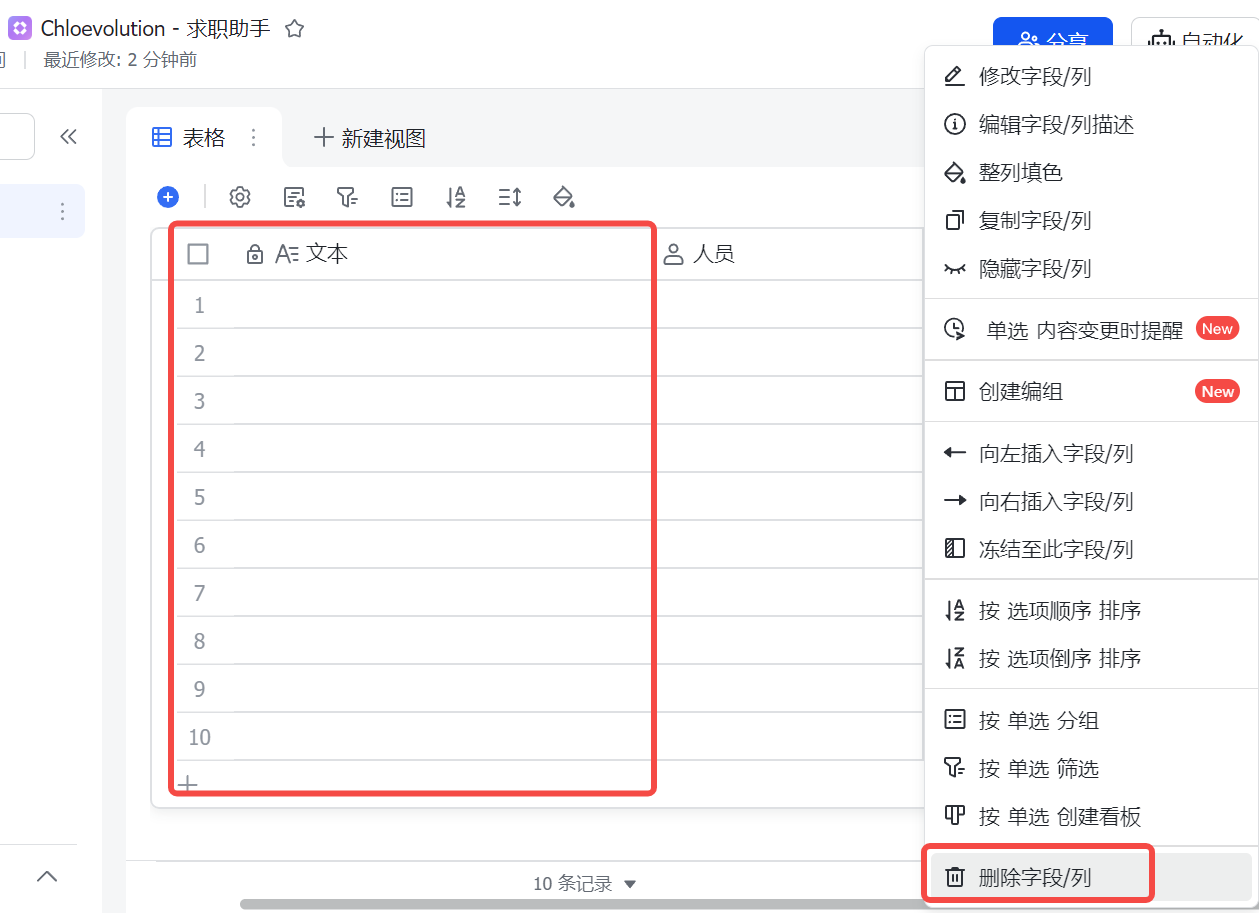 Chloevolution - 求职助手
最近修改: 2 分钟前
分享
自动化
表格
新建视图
文本
人员
1
2
3
4
5
6
7
8
9
10
10 条记录
修改字段/列
编辑字段/列描述
整列填色
复制字段/列
隐藏字段/列
单选 内容变更时提醒 New
创建编组 New
向左插入字段/列
向右插入字段/列
冻结至此字段/列
按 选项顺序 排序
按 选项倒序 排序
按 单选 分组
按 单选 筛选
按 单选 创建看板
删除字段/列